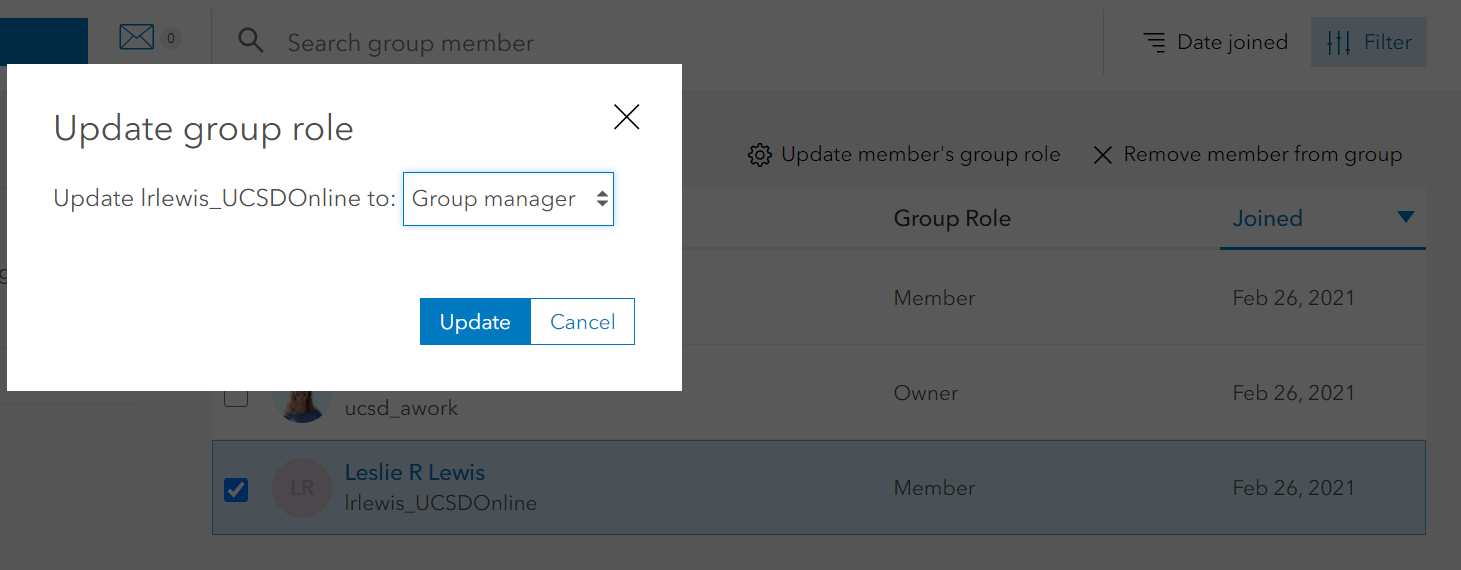 0
Search group member
Date joined
Filter
Update group role
Update member's group role
Remove member from group
Update lrlewis_UCSDOnline to:
Group manager
Group Role
Joined
Member
Feb 26, 2021
Update
Cancel
ucsd_awork
Owner
Feb 26, 2021
LR
Leslie R Lewis
lrlewis_UCSDOnline
Member
Feb 26, 2021